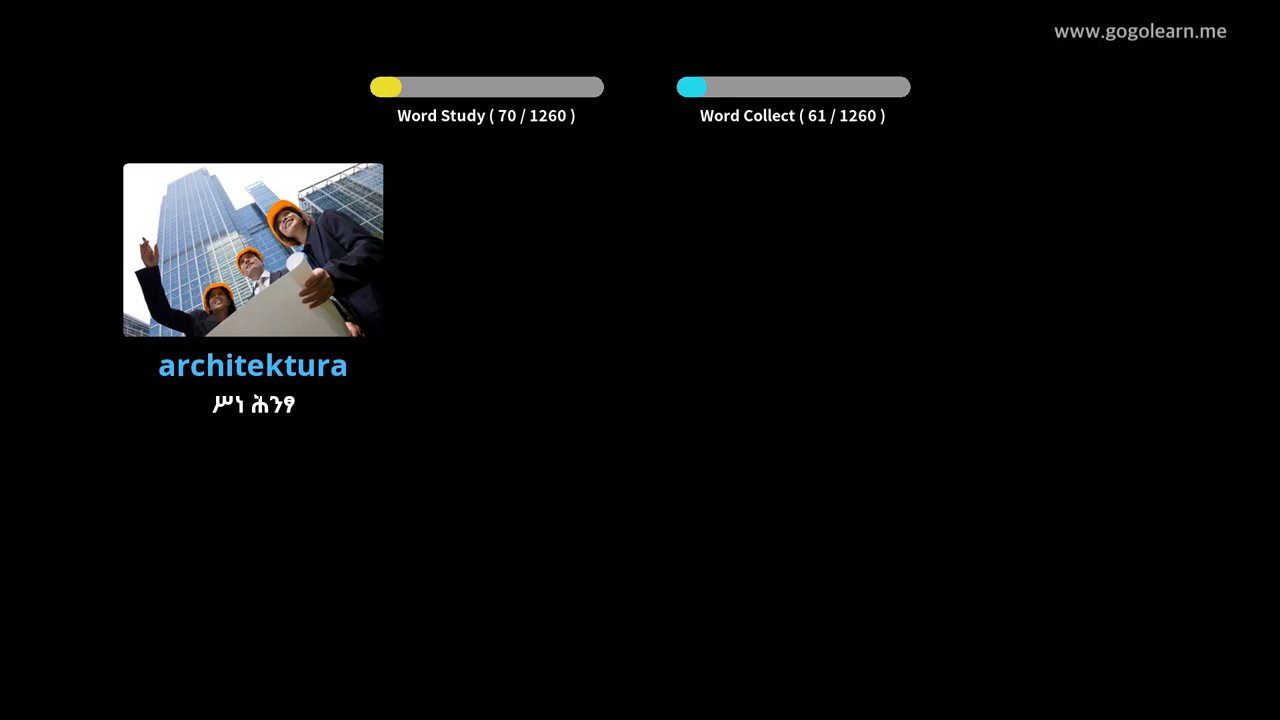 www.gogolearn.me
Word Study ( 70 / 1260 )
Word Collect ( 61 / 1260 )
architektura
ሥነ ሕንፃ